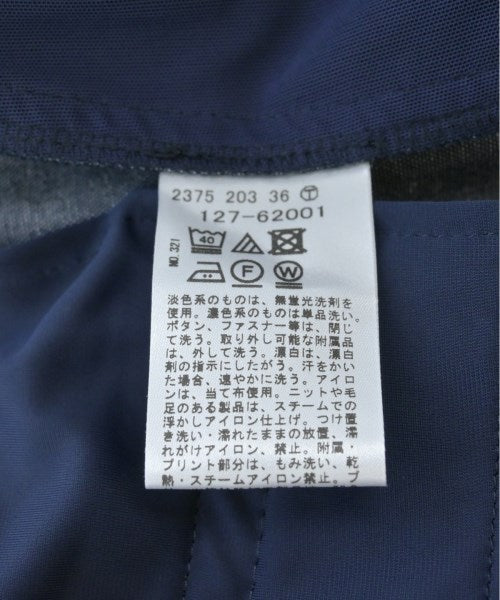 2375 203 36 Ⓣ
127-62001
NO.321
40
F W
淡色系のものは、無蛍光洗剤を
使用。濃色系のものは単品洗い。
ボタン、ファスナー等は、閉じ
て洗う。取り外し可能な附属品
は、外して洗う。漂白は、漂白
剤の指示にしたがう。汗をかい
た場合、速やかに洗う。アイロ
ンは、当て布使用。ニットや毛
足のある製品は、スチームでの
浮かしアイロン仕上げ。つけ置
き洗い・濡れたままの放置、濡
れがけアイロン、禁止。附属・
プリント部分は、もみ洗い、乾
熱・スチームアイロン禁止。プ